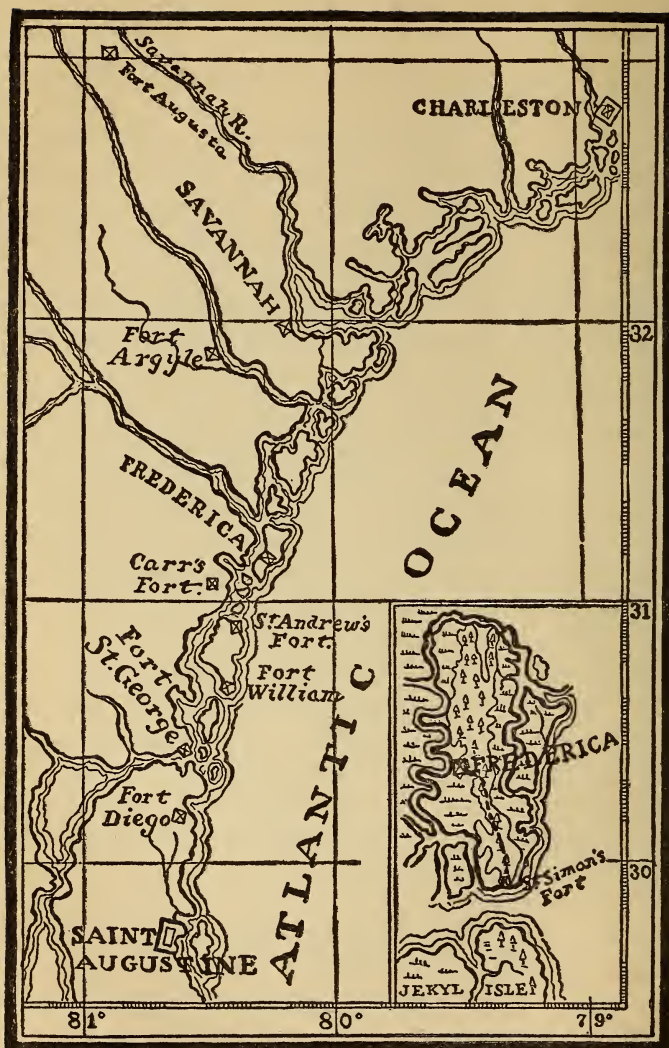 Savannah R.
Fort Augusta
CHARLESTON
SAVANNAH
32
Fort
Argyle
OCEAN
FREDERICA
Carr's
Fort.
31
St. Andrew's
Fort.
Fort
St. George
Fort
William
FREDERICA
Fort
Diego
ATLANTIC
30
St. Simon's
Fort
SAINT
AUGUSTINE
JEKYL ISLE
81° 80° 79°